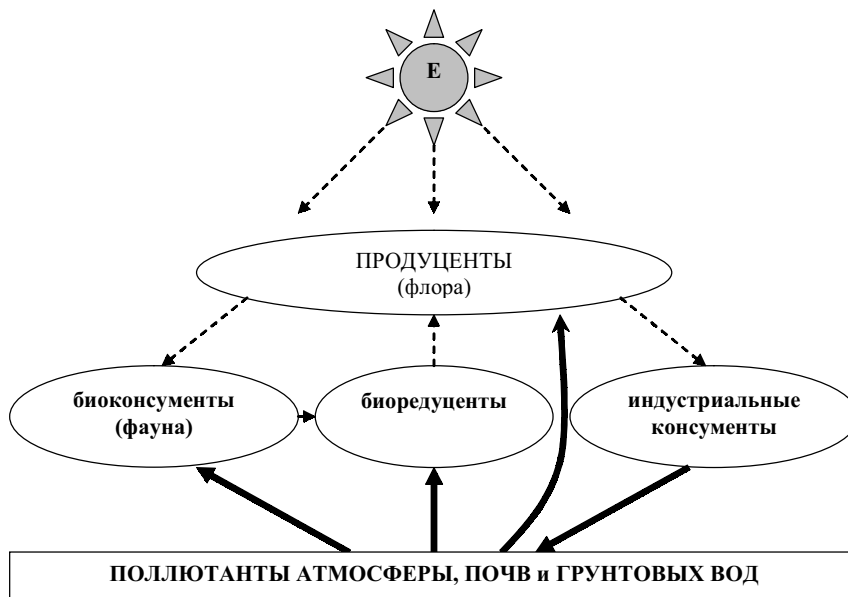 Е
ПРОДУЦЕНТЫ
(флора)
биоконсументы
(фауна)
биоредуценты
индустриальные
консументы
ПОЛЛЮТАНТЫ АТМОСФЕРЫ, ПОЧВ и ГРУНТОВЫХ ВОД